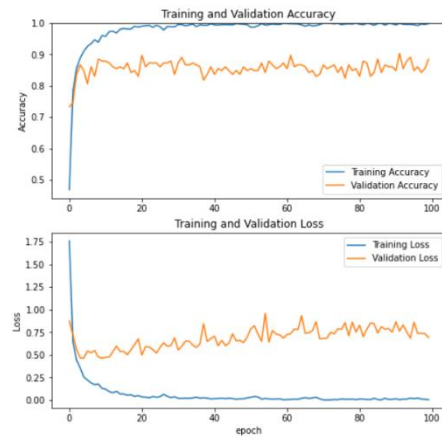 Training and Validation Accuracy
1.0
0.9
0.8
0.7
0.6
0.5
Accuracy
Training Accuracy
Validation Accuracy
0 20 40 60 80 100
Training and Validation Loss
1.75
1.50
1.25
1.00
0.75
0.50
0.25
0.00
Loss
Training Loss
Validation Loss
0 20 40 60 80 100
epoch